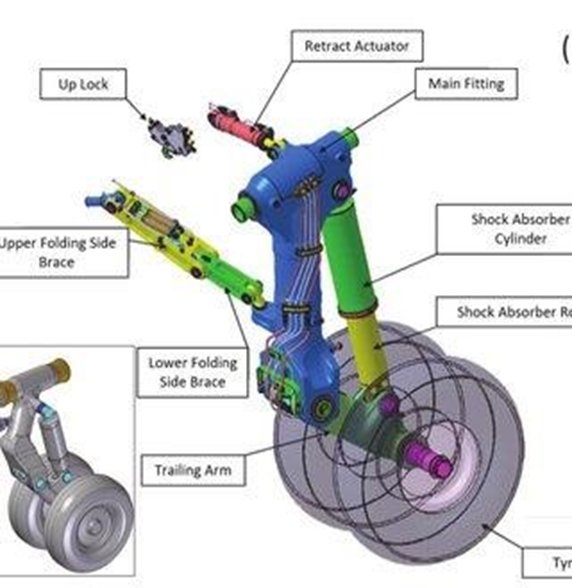 (
Retract Actuator
Up Lock
Main Fitting
Shock Absorber
Cylinder
Upper Folding Side
Brace
Shock Absorber Ro
Lower Folding
Side Brace
Trailing Arm
Tyr